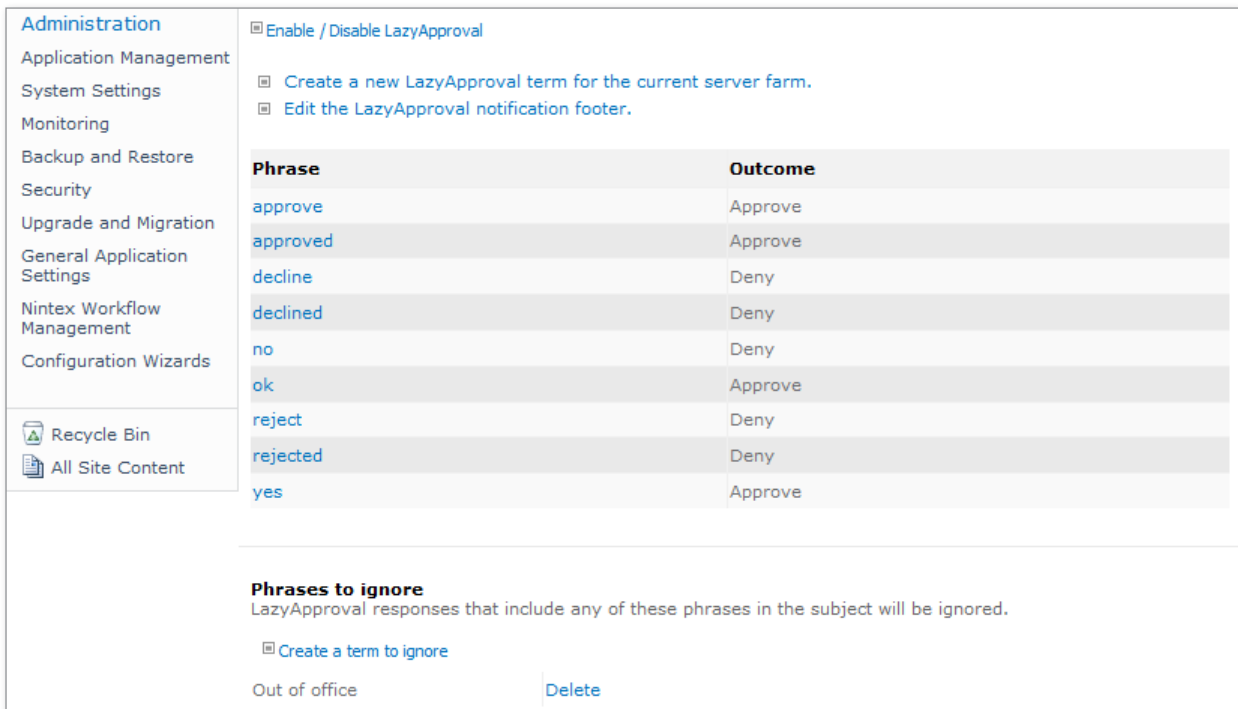 Administration
Application Management
System Settings
Monitoring
Backup and Restore
Security
Upgrade and Migration
General Application
Settings
Nintex Workflow
Management
Configuration Wizards
Recycle Bin
All Site Content
Enable / Disable LazyApproval
Create a new LazyApproval term for the current server farm.
Edit the LazyApproval notification footer.
Phrase Outcome
approve Approve
approved Approve
decline Deny
declined Deny
no Deny
ok Approve
reject Deny
rejected Deny
yes Approve
Phrases to ignore
LazyApproval responses that include any of these phrases in the subject will be ignored.
Create a term to ignore
Out of office Delete